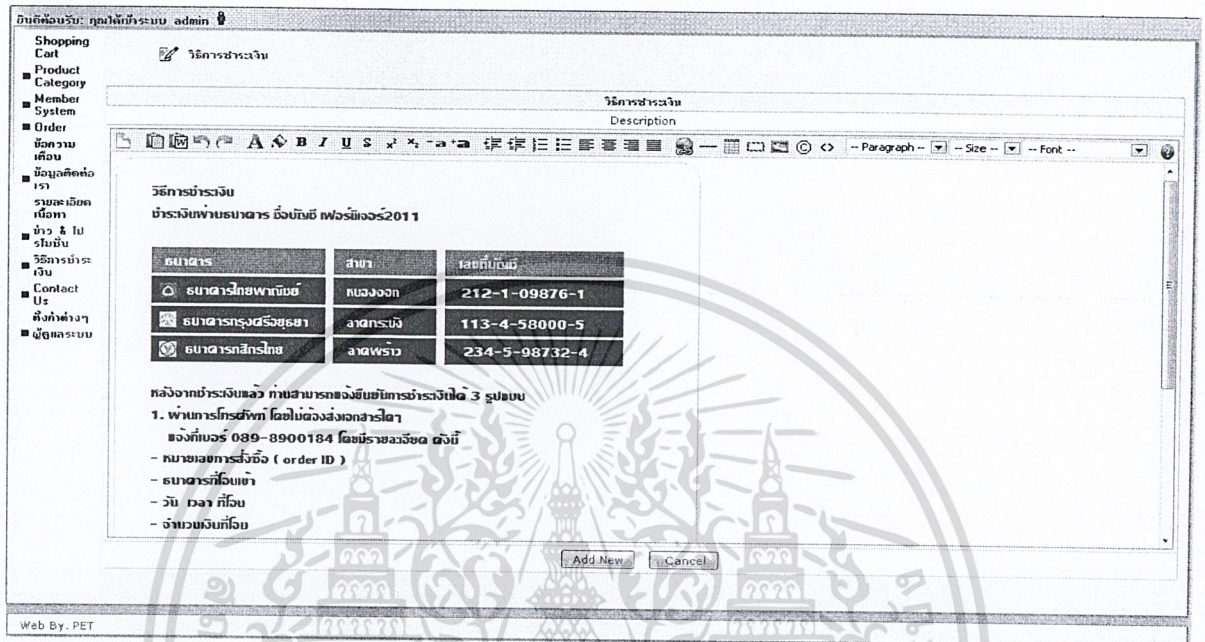 ยินดีต้อนรับ: คุณได้เข้าระบบ admin
Shopping Cart
Product Category
Member System
Order
ข้อความเตือน
ข้อมูลติดต่อเรา
รายละเอียดเนื้อหา
ข่าว & โปรโมชั่น
วิธีการชำระเงิน
Contact Us
ตั้งค่าต่างๆ
ผู้ดูแลระบบ
วิธีการชำระเงิน
วิธีการชำระเงิน
Description
-- Paragraph -- -- Size -- -- Font --
วิธีการชำระเงิน
ชำระเงินผ่านธนาคาร ชื่อบัญชี เฟอร์นิเจอร์2011
ธนาคาร สาขา เลขที่บัญชี
ธนาคารไทยพาณิชย์ หนองจอก 212-1-09876-1
ธนาคารกรุงศรีอยุธยา ลาดกระบัง 113-4-58000-5
ธนาคารกสิกรไทย ลาดพร้าว 234-5-98732-4
หลังจากชำระเงินแล้ว ท่านสามารถแจ้งยืนยันการชำระเงินได้ 3 รูปแบบ
1. ผ่านการโทรศัพท์ โดยไม่ต้องส่งเอกสารใดๆ
แจ้งที่เบอร์ 089-8900184 โดยมีรายละเอียด ดังนี้
- หมายเลขการสั่งซื้อ ( order ID )
- ธนาคารที่โอนเข้า
- วัน เวลา ที่โอน
- จำนวนเงินที่โอน
Add New Cancel
Web By. PET